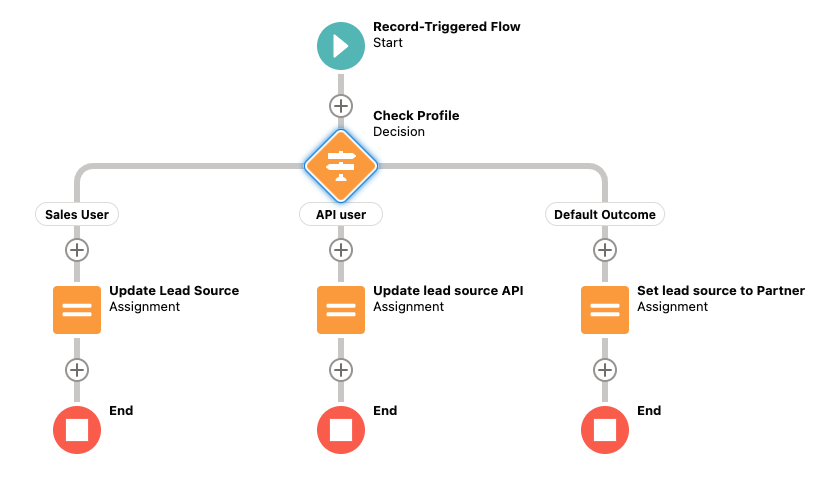 Record-Triggered Flow
Start
Check Profile
Decision
Sales User
API user
Default Outcome
Update Lead Source
Assignment
Update lead source API
Assignment
Set lead source to Partner
Assignment
End
End
End